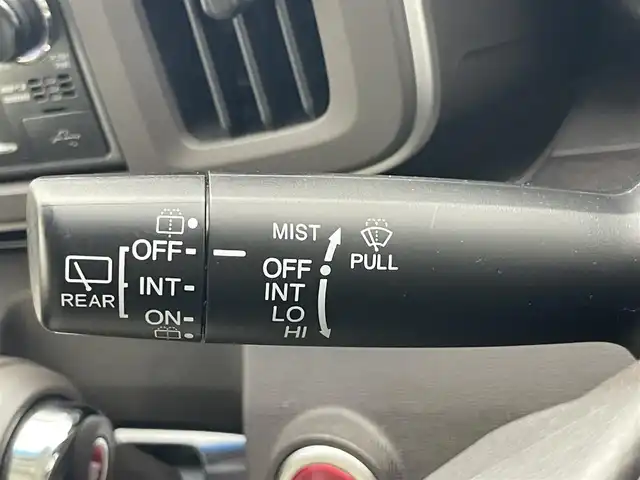 OFF
INT
ON
REAR
MIST
OFF
INT
LO
HI
PULL